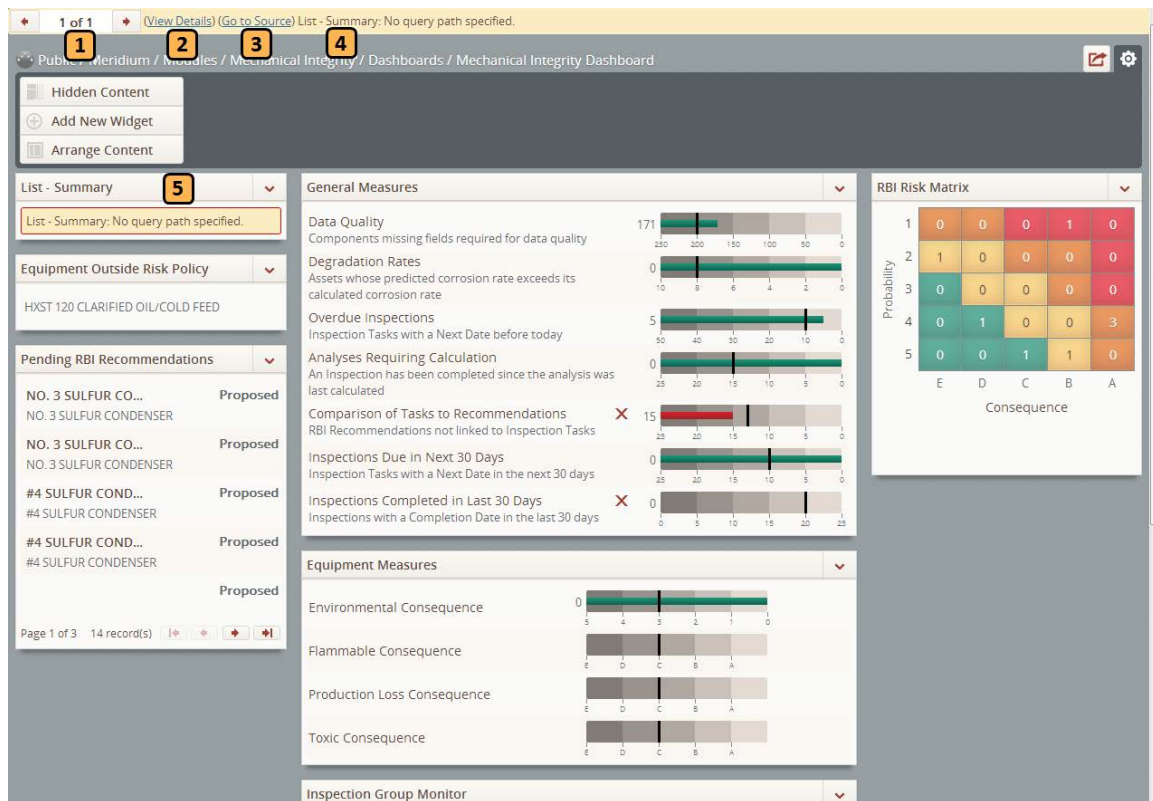 1 of 1 (View Details) (Go to Source) List - Summary: No query path specified.
1 2 3 4
Public / Meridium / Modules / Mechanical Integrity / Dashboards / Mechanical Integrity Dashboard
Hidden Content
Add New Widget
Arrange Content
List - Summary 5
List - Summary: No query path specified.
Equipment Outside Risk Policy
HXST 120 CLARIFIED OIL/COLD FEED
Pending RBI Recommendations
NO. 3 SULFUR CO... Proposed
NO. 3 SULFUR CONDENSER
NO. 3 SULFUR CO... Proposed
NO. 3 SULFUR CONDENSER
#4 SULFUR COND... Proposed
#4 SULFUR CONDENSER
#4 SULFUR COND... Proposed
#4 SULFUR CONDENSER
Proposed
Page 1 of 3 14 record(s)
General Measures
Data Quality 171
Components missing fields required for data quality
250 200 150 100 50 0
Degradation Rates 0
Assets whose predicted corrosion rate exceeds its
calculated corrosion rate
10 8 6 4 2 0
Overdue Inspections 5
Inspection Tasks with a Next Date before today
50 40 30 20 10 0
Analyses Requiring Calculation 0
An Inspection has been completed since the analysis was
last calculated
25 20 15 10 5 0
Comparison of Tasks to Recommendations X 15
RBI Recommendations not linked to Inspection Tasks
25 20 15 10 5 0
Inspections Due in Next 30 Days 0
Inspection Tasks with a Next Date in the next 30 days
25 20 15 10 5 0
Inspections Completed in Last 30 Days X 0
Inspections with a Completion Date in the last 30 days
0 5 10 15 20 25
Equipment Measures
Environmental Consequence 0
5 4 3 2 1 0
Flammable Consequence
E D C B A
Production Loss Consequence
E D C B A
Toxic Consequence
E D C B A
Inspection Group Monitor
RBI Risk Matrix
Probability
1 0 0 0 1 0
2 1 0 0 0 0
3 0 0 0 0 0
4 0 1 0 0 3
5 0 0 1 1 0
E D C B A
Consequence